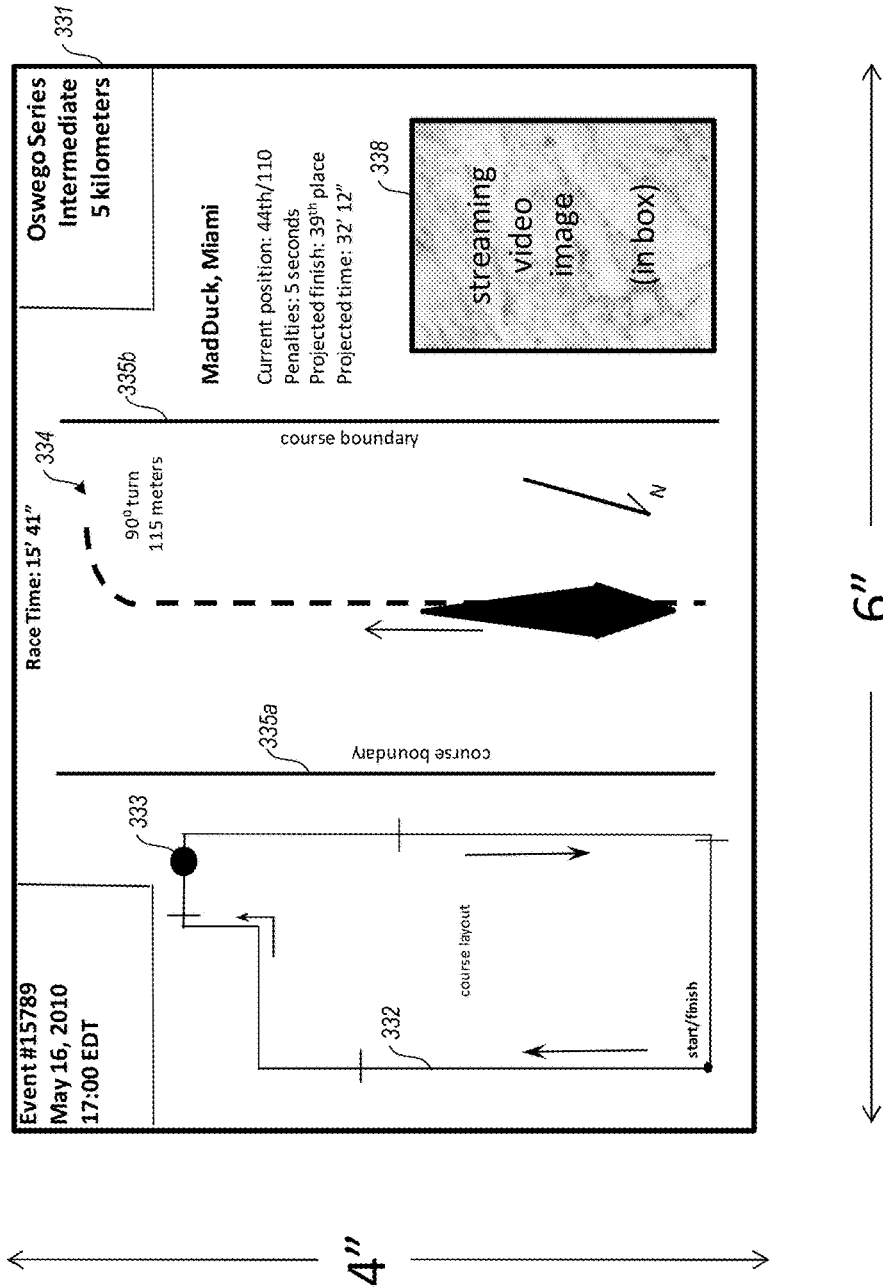 Event #15789
May 16, 2010
17:00 EDT
Race Time: 15' 41"
Oswego Series
Intermediate
5 kilometers
331
332
start/finish
course layout
333
335a
course boundary
334
90° turn
115 meters
N
335b
course boundary
MadDuck, Miami
Current position: 44th/110
Penalties: 5 seconds
Projected finish: 39th place
Projected time: 32' 12"
338
streaming
video
image
(in box)
4"
6"